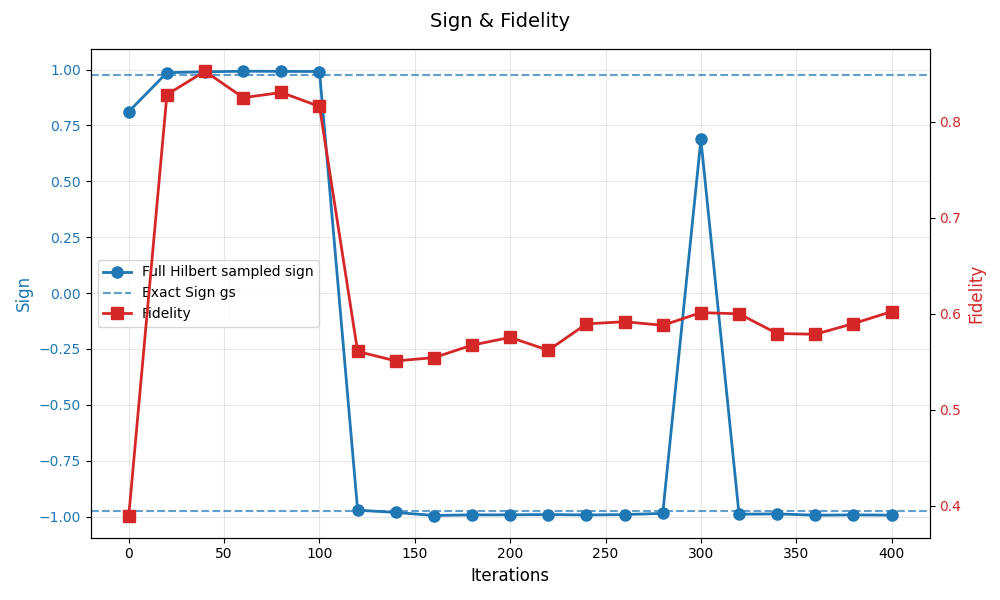 Sign & Fidelity
1.00
0.75
0.50
0.25
0.00
−0.25
−0.50
−0.75
−1.00
Sign
Full Hilbert sampled sign
Exact Sign gs
Fidelity
0.8
0.7
0.6
0.5
0.4
Fidelity
0 50 100 150 200 250 300 350 400
Iterations